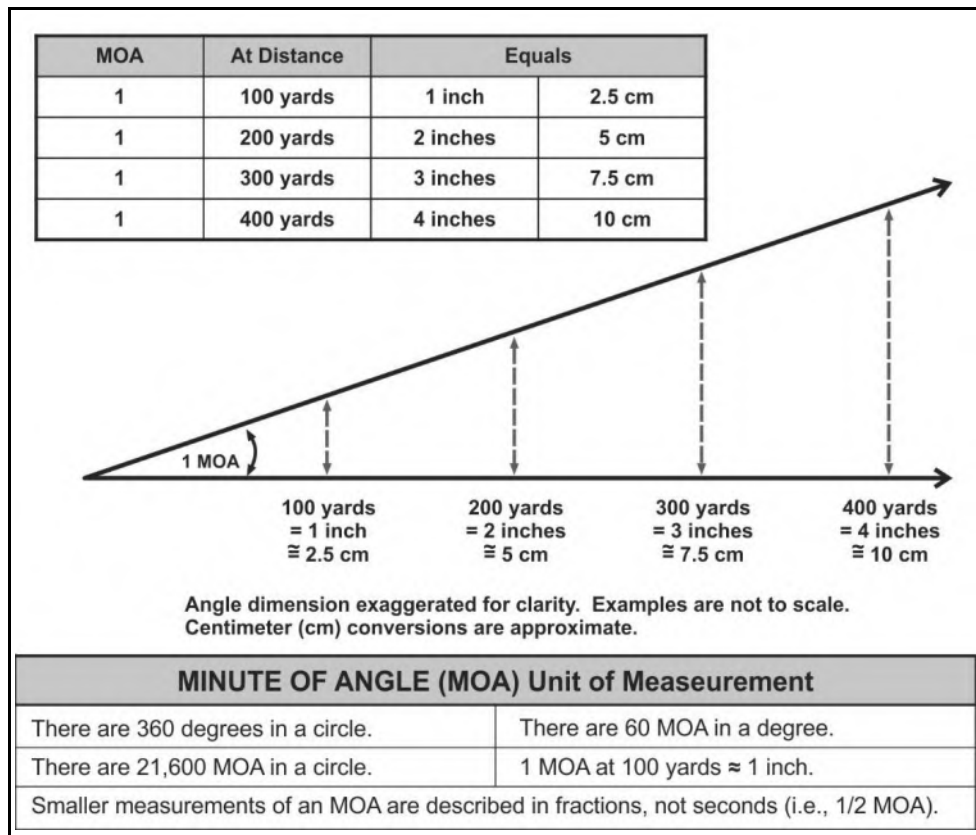 MOA At Distance Equals
1 100 yards 1 inch 2.5 cm
1 200 yards 2 inches 5 cm
1 300 yards 3 inches 7.5 cm
1 400 yards 4 inches 10 cm
1 MOA
100 yards
= 1 inch
≅ 2.5 cm
200 yards
= 2 inches
≅ 5 cm
300 yards
= 3 inches
≅ 7.5 cm
400 yards
= 4 inches
≅ 10 cm
Angle dimension exaggerated for clarity. Examples are not to scale.
Centimeter (cm) conversions are approximate.
MINUTE OF ANGLE (MOA) Unit of Measeurement
There are 360 degrees in a circle. There are 60 MOA in a degree.
There are 21,600 MOA in a circle. 1 MOA at 100 yards ≈ 1 inch.
Smaller measurements of an MOA are described in fractions, not seconds (i.e., 1/2 MOA).